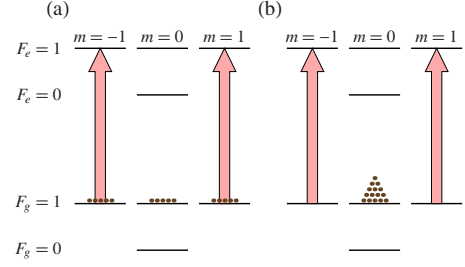 (a) (b)
F_e = 1 m = −1 m = 0 m = 1 m = −1 m = 0 m = 1
F_e = 0
F_g = 1
F_g = 0